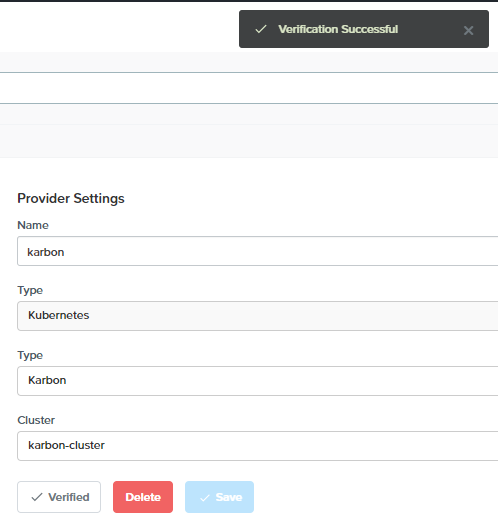 Verification Successful
Provider Settings
Name
karbon
Type
Kubernetes
Type
Karbon
Cluster
karbon-cluster
Verified
Delete
Save